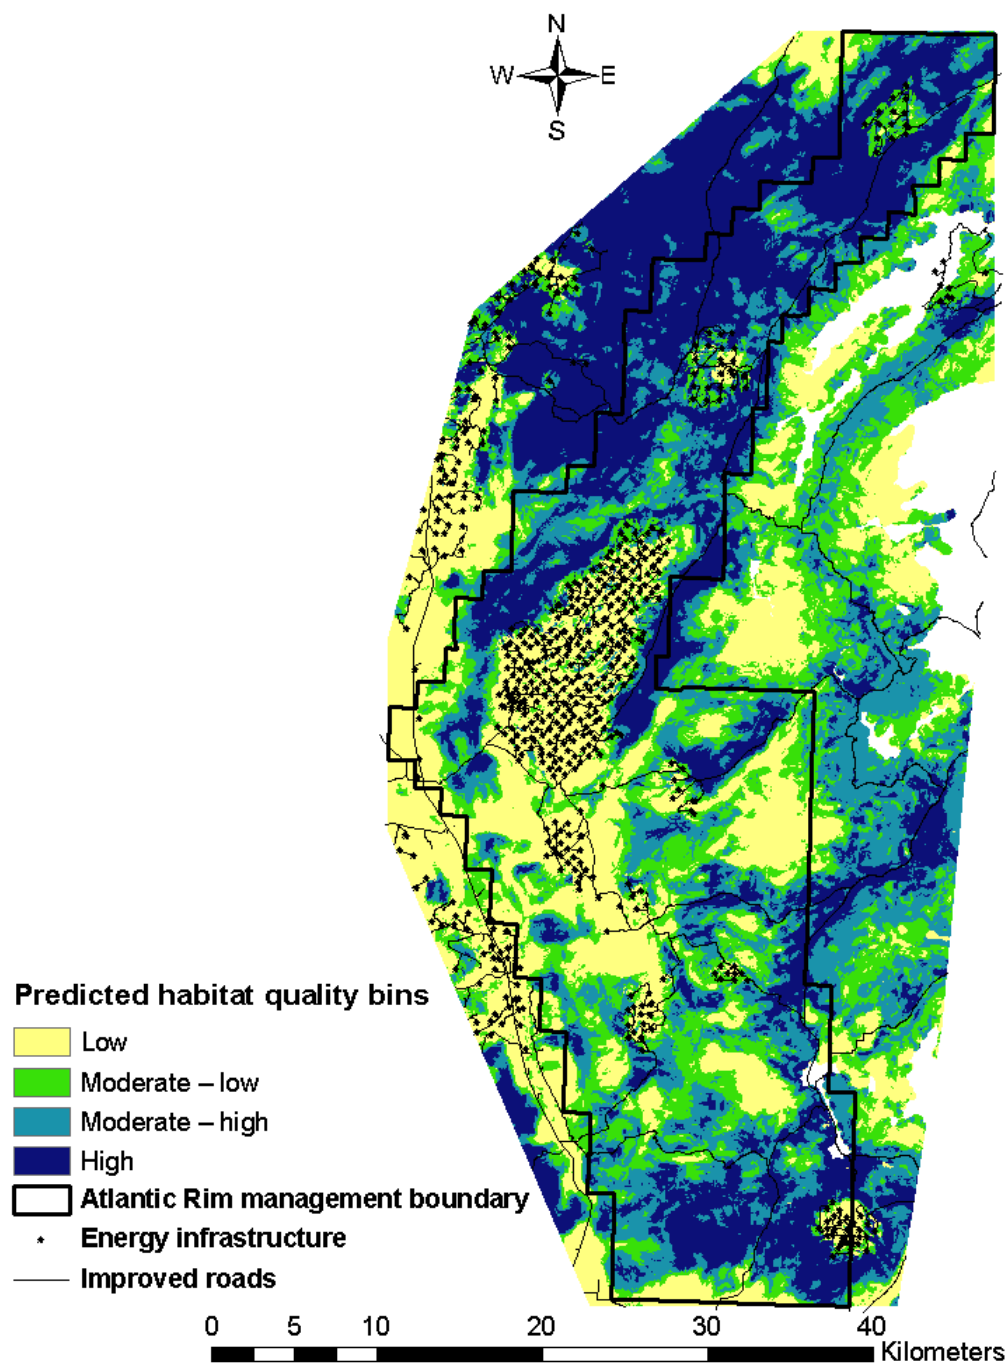 N
W E
S
Predicted habitat quality bins
Low
Moderate – low
Moderate – high
High
Atlantic Rim management boundary
Energy infrastructure
Improved roads
0 5 10 20 30 40
Kilometers